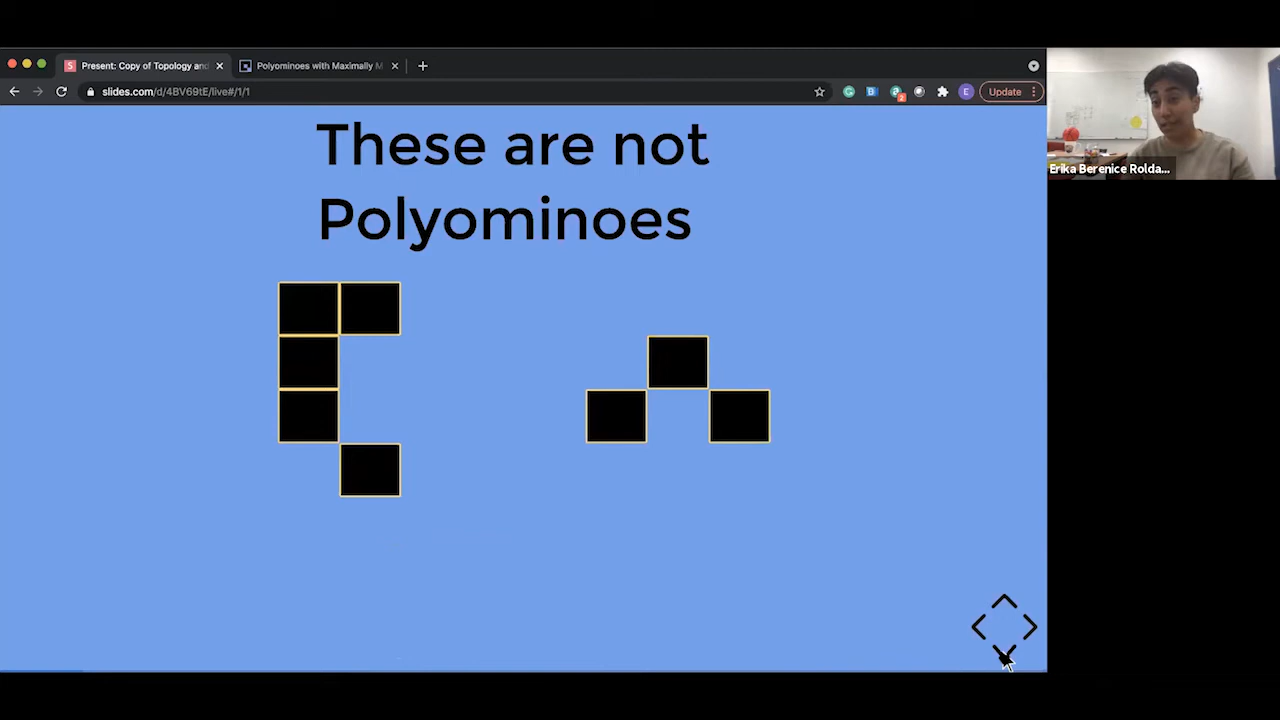 Present: Copy of Topology and
Polyominoes with Maximally M
slides.com/d/4BV69tE/live#/1/1
2
E
Update
These are not
Polyominoes
Erika Berenice Rolda...